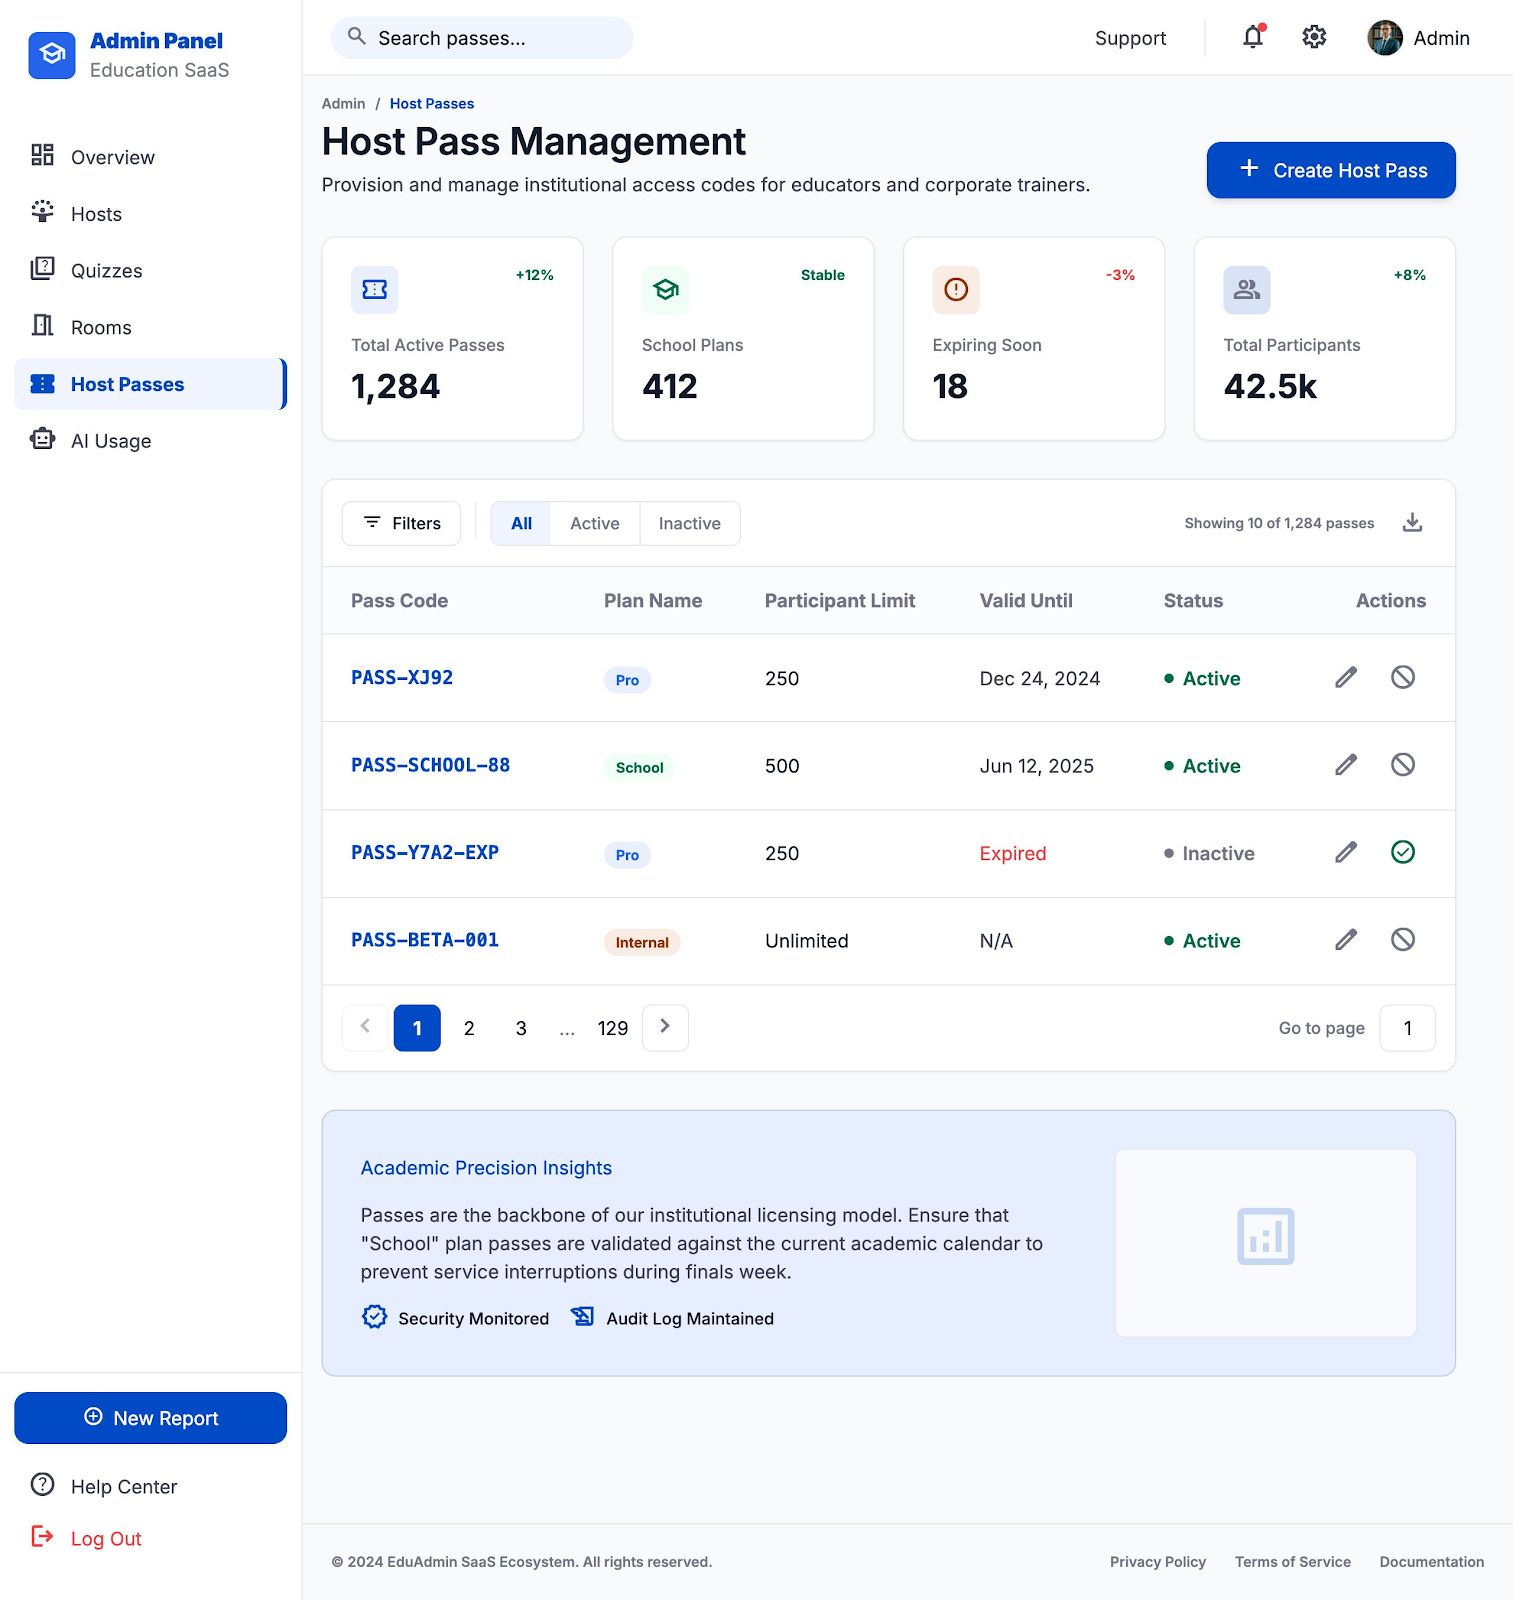 Admin Panel
Education SaaS
Overview
Hosts
Quizzes
Rooms
Host Passes
AI Usage
New Report
Help Center
Log Out
Search passes...
Support
Admin
Admin / Host Passes
Host Pass Management
Provision and manage institutional access codes for educators and corporate trainers.
Create Host Pass
+12%
Total Active Passes
1,284
Stable
School Plans
412
-3%
Expiring Soon
18
+8%
Total Participants
42.5k
Filters
All Active Inactive
Showing 10 of 1,284 passes
Pass Code Plan Name Participant Limit Valid Until Status Actions
PASS-XJ92 Pro 250 Dec 24, 2024 Active
PASS-SCHOOL-88 School 500 Jun 12, 2025 Active
PASS-Y7A2-EXP Pro 250 Expired Inactive
PASS-BETA-001 Internal Unlimited N/A Active
1 2 3 ... 129
Go to page 1
Academic Precision Insights
Passes are the backbone of our institutional licensing model. Ensure that
"School" plan passes are validated against the current academic calendar to
prevent service interruptions during finals week.
Security Monitored Audit Log Maintained
© 2024 EduAdmin SaaS Ecosystem. All rights reserved.
Privacy Policy Terms of Service Documentation